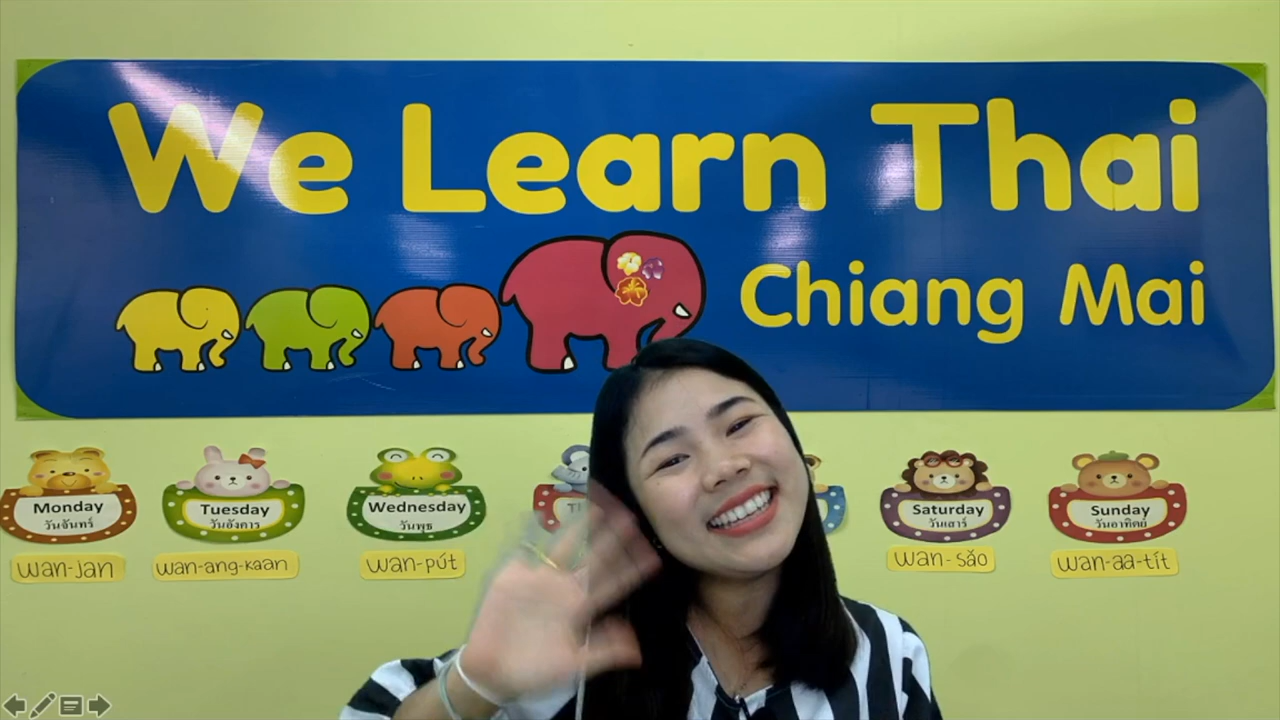 We Learn Thai
Chiang Mai
Monday
วันจันทร์
wan-jan
Tuesday
วันอังคาร
wan-ang-kaan
Wednesday
วันพุธ
wan-pút
Saturday
วันเสาร์
wan-săo
Sunday
วันอาทิตย์
wan-aa-tít